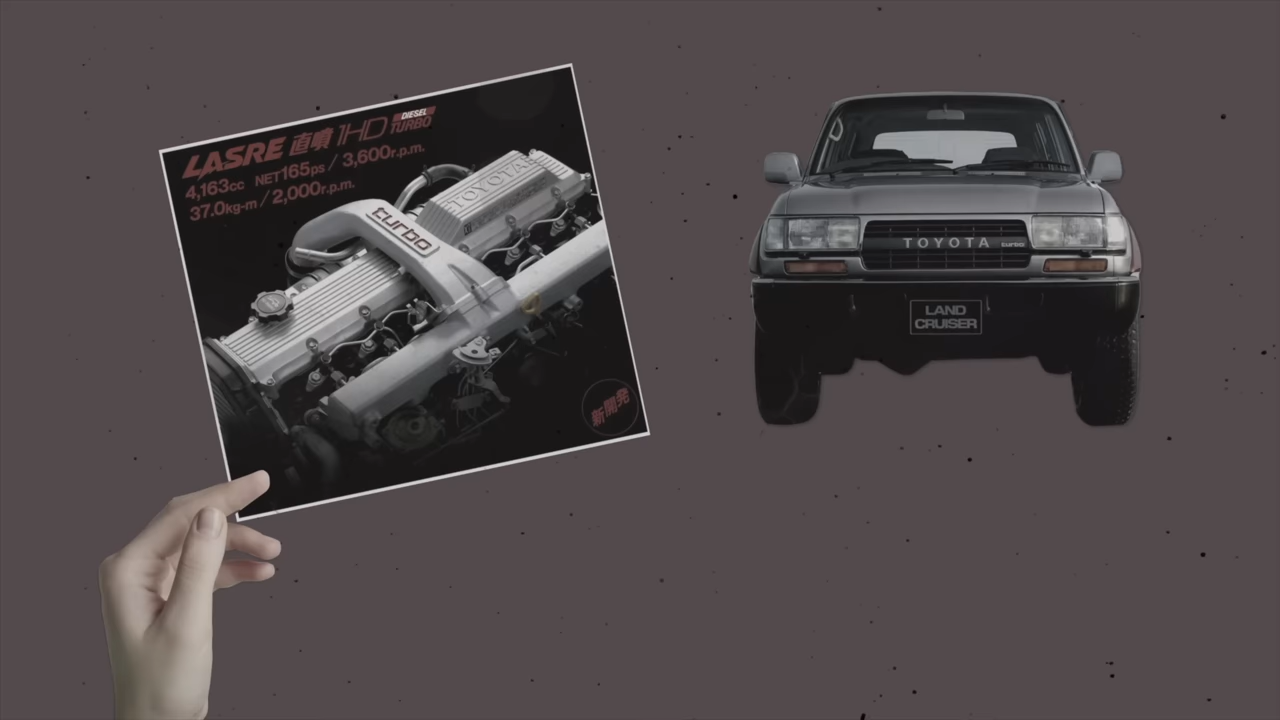 LASRE 直噴 1HD DIESEL TURBO
4,163cc NET165ps / 3,600r.p.m.
37.0kg-m / 2,000r.p.m.
TOYOTA
turbo
新開発
TOYOTA turbo
LAND
CRUISER